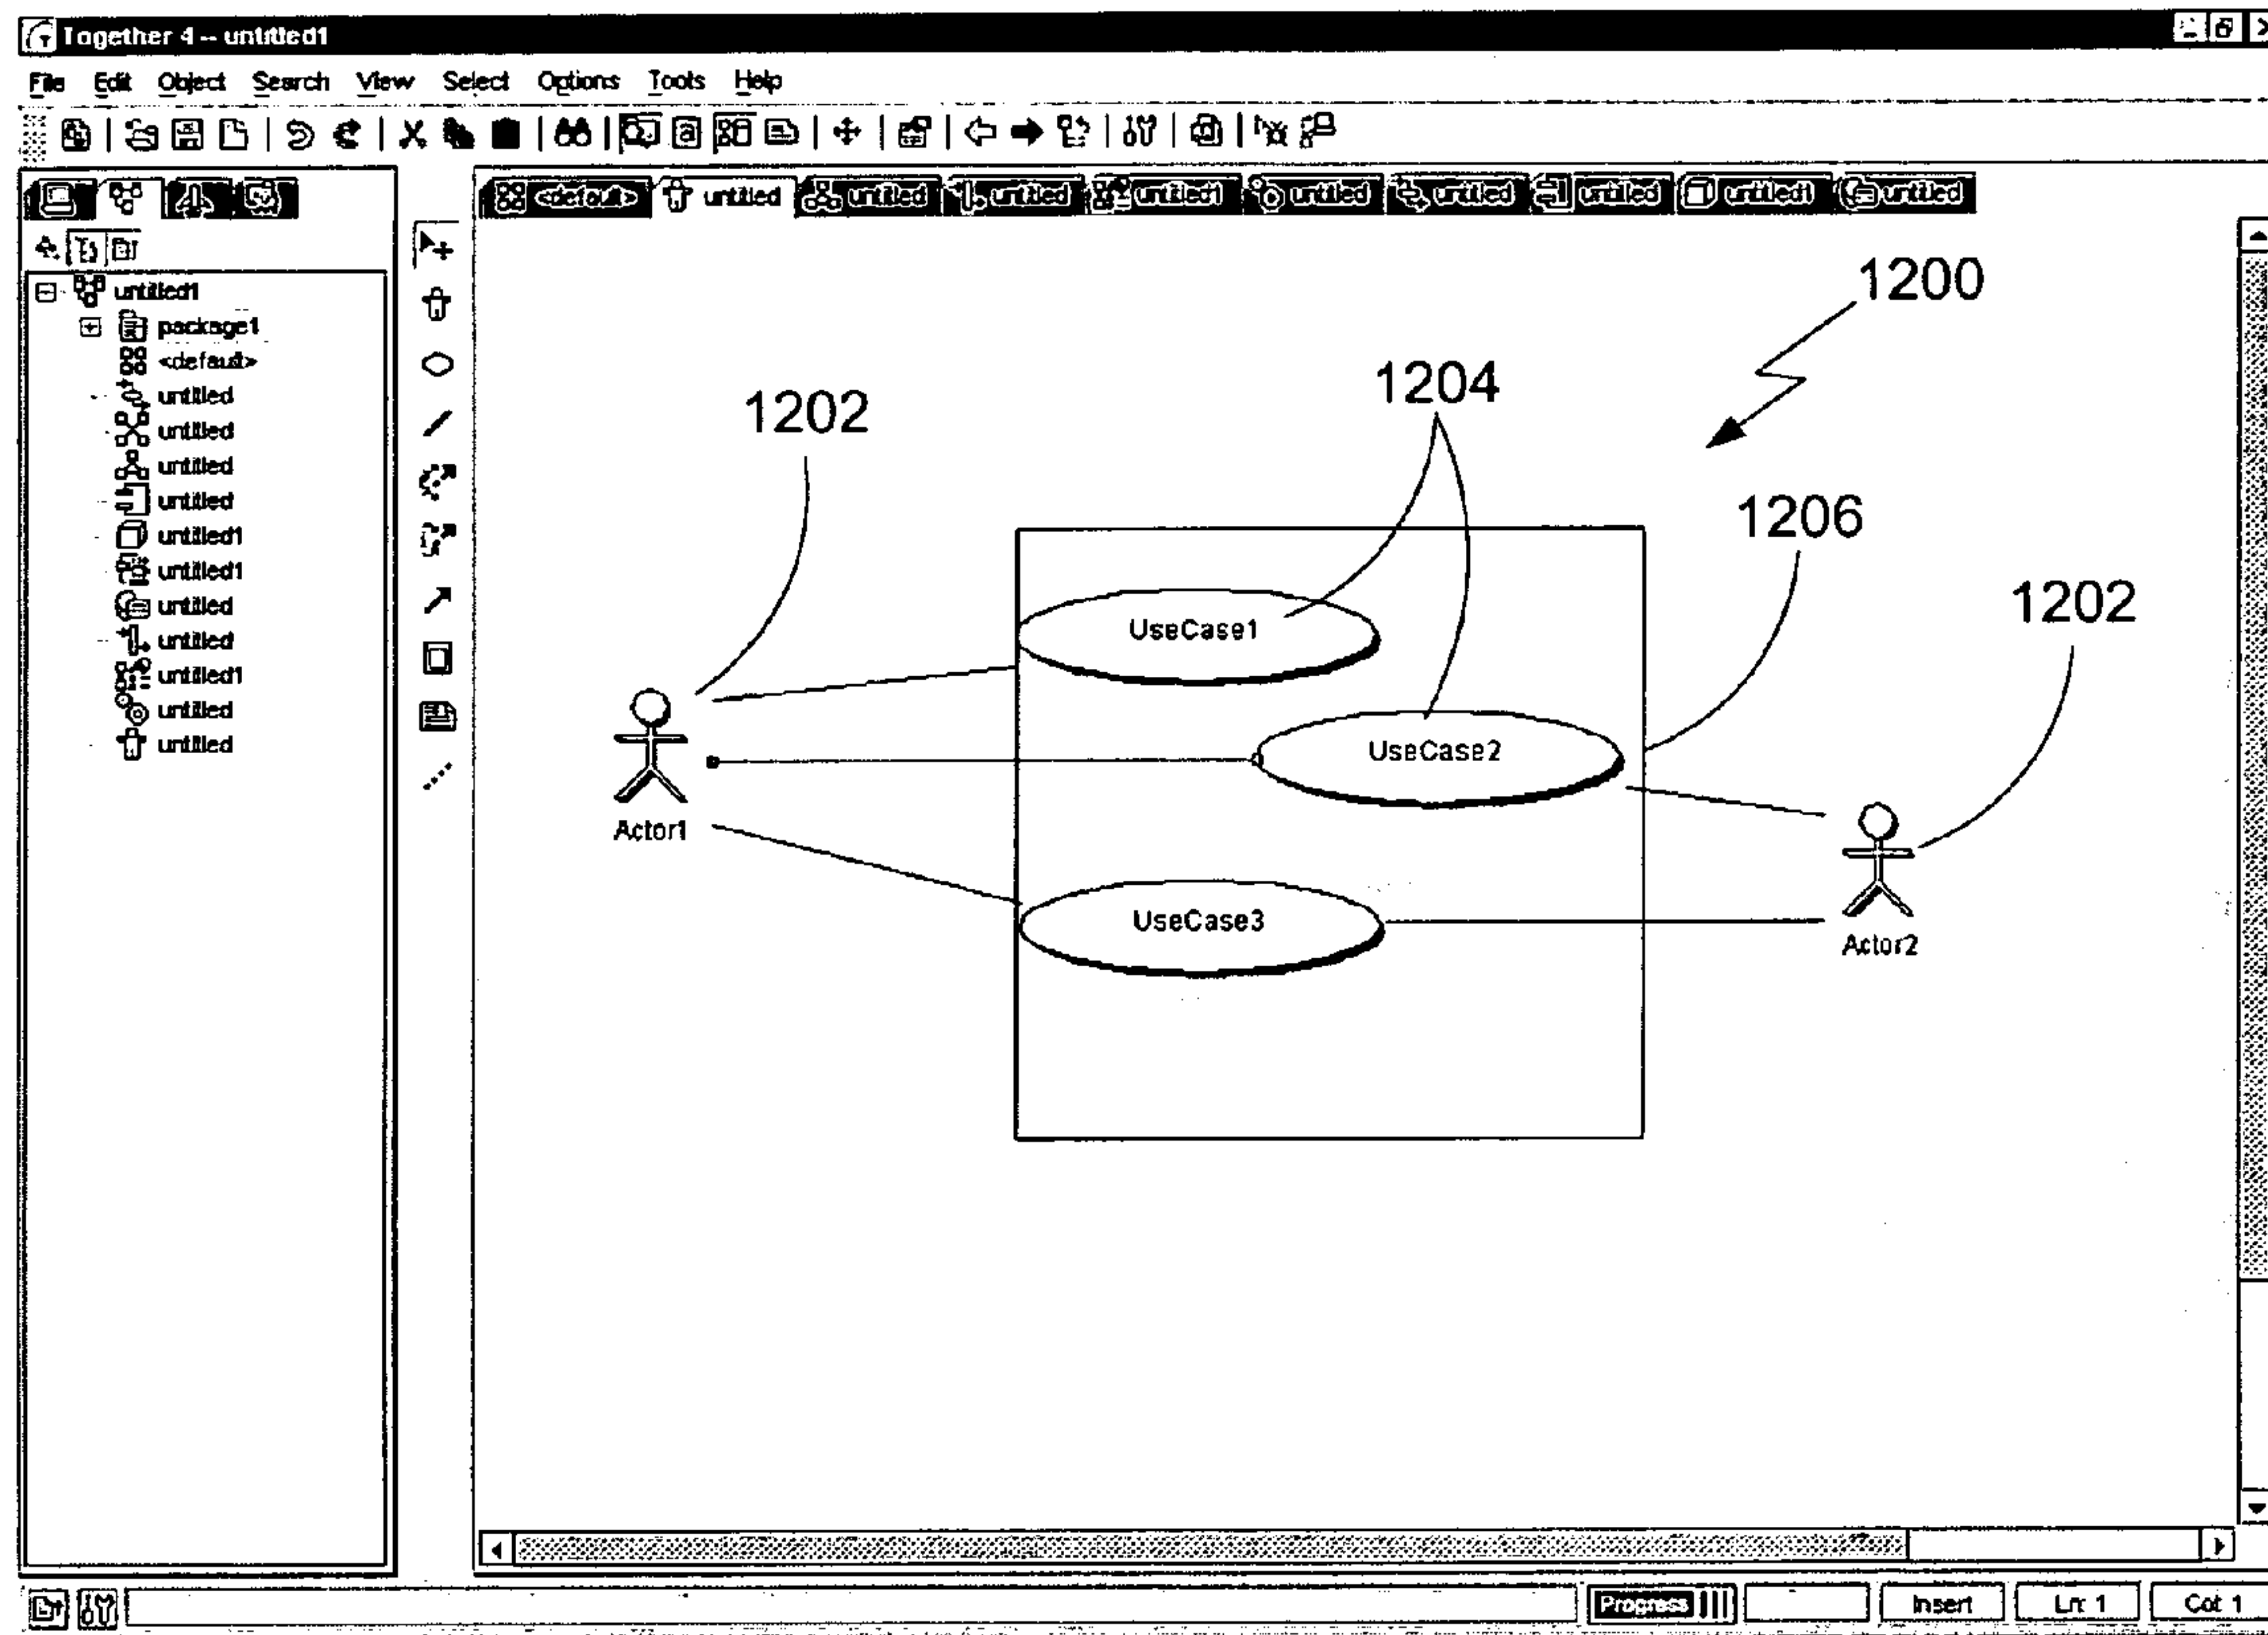 Together 4 -- untitled1
File Edit Object Search View Select Options Tools Help
<default> untitled untitled untitled untitled1 untitled untitled untitled untitled1 untitled
untitled1
package1
<default>
untitled
untitled
untitled
untitled
untitled1
untitled1
untitled
untitled
untitled1
untitled
untitled
1200
1202
1204
1206
1202
UseCase1
UseCase2
UseCase3
Actor1
Actor2
Progress Insert Ln: 1 Col: 1